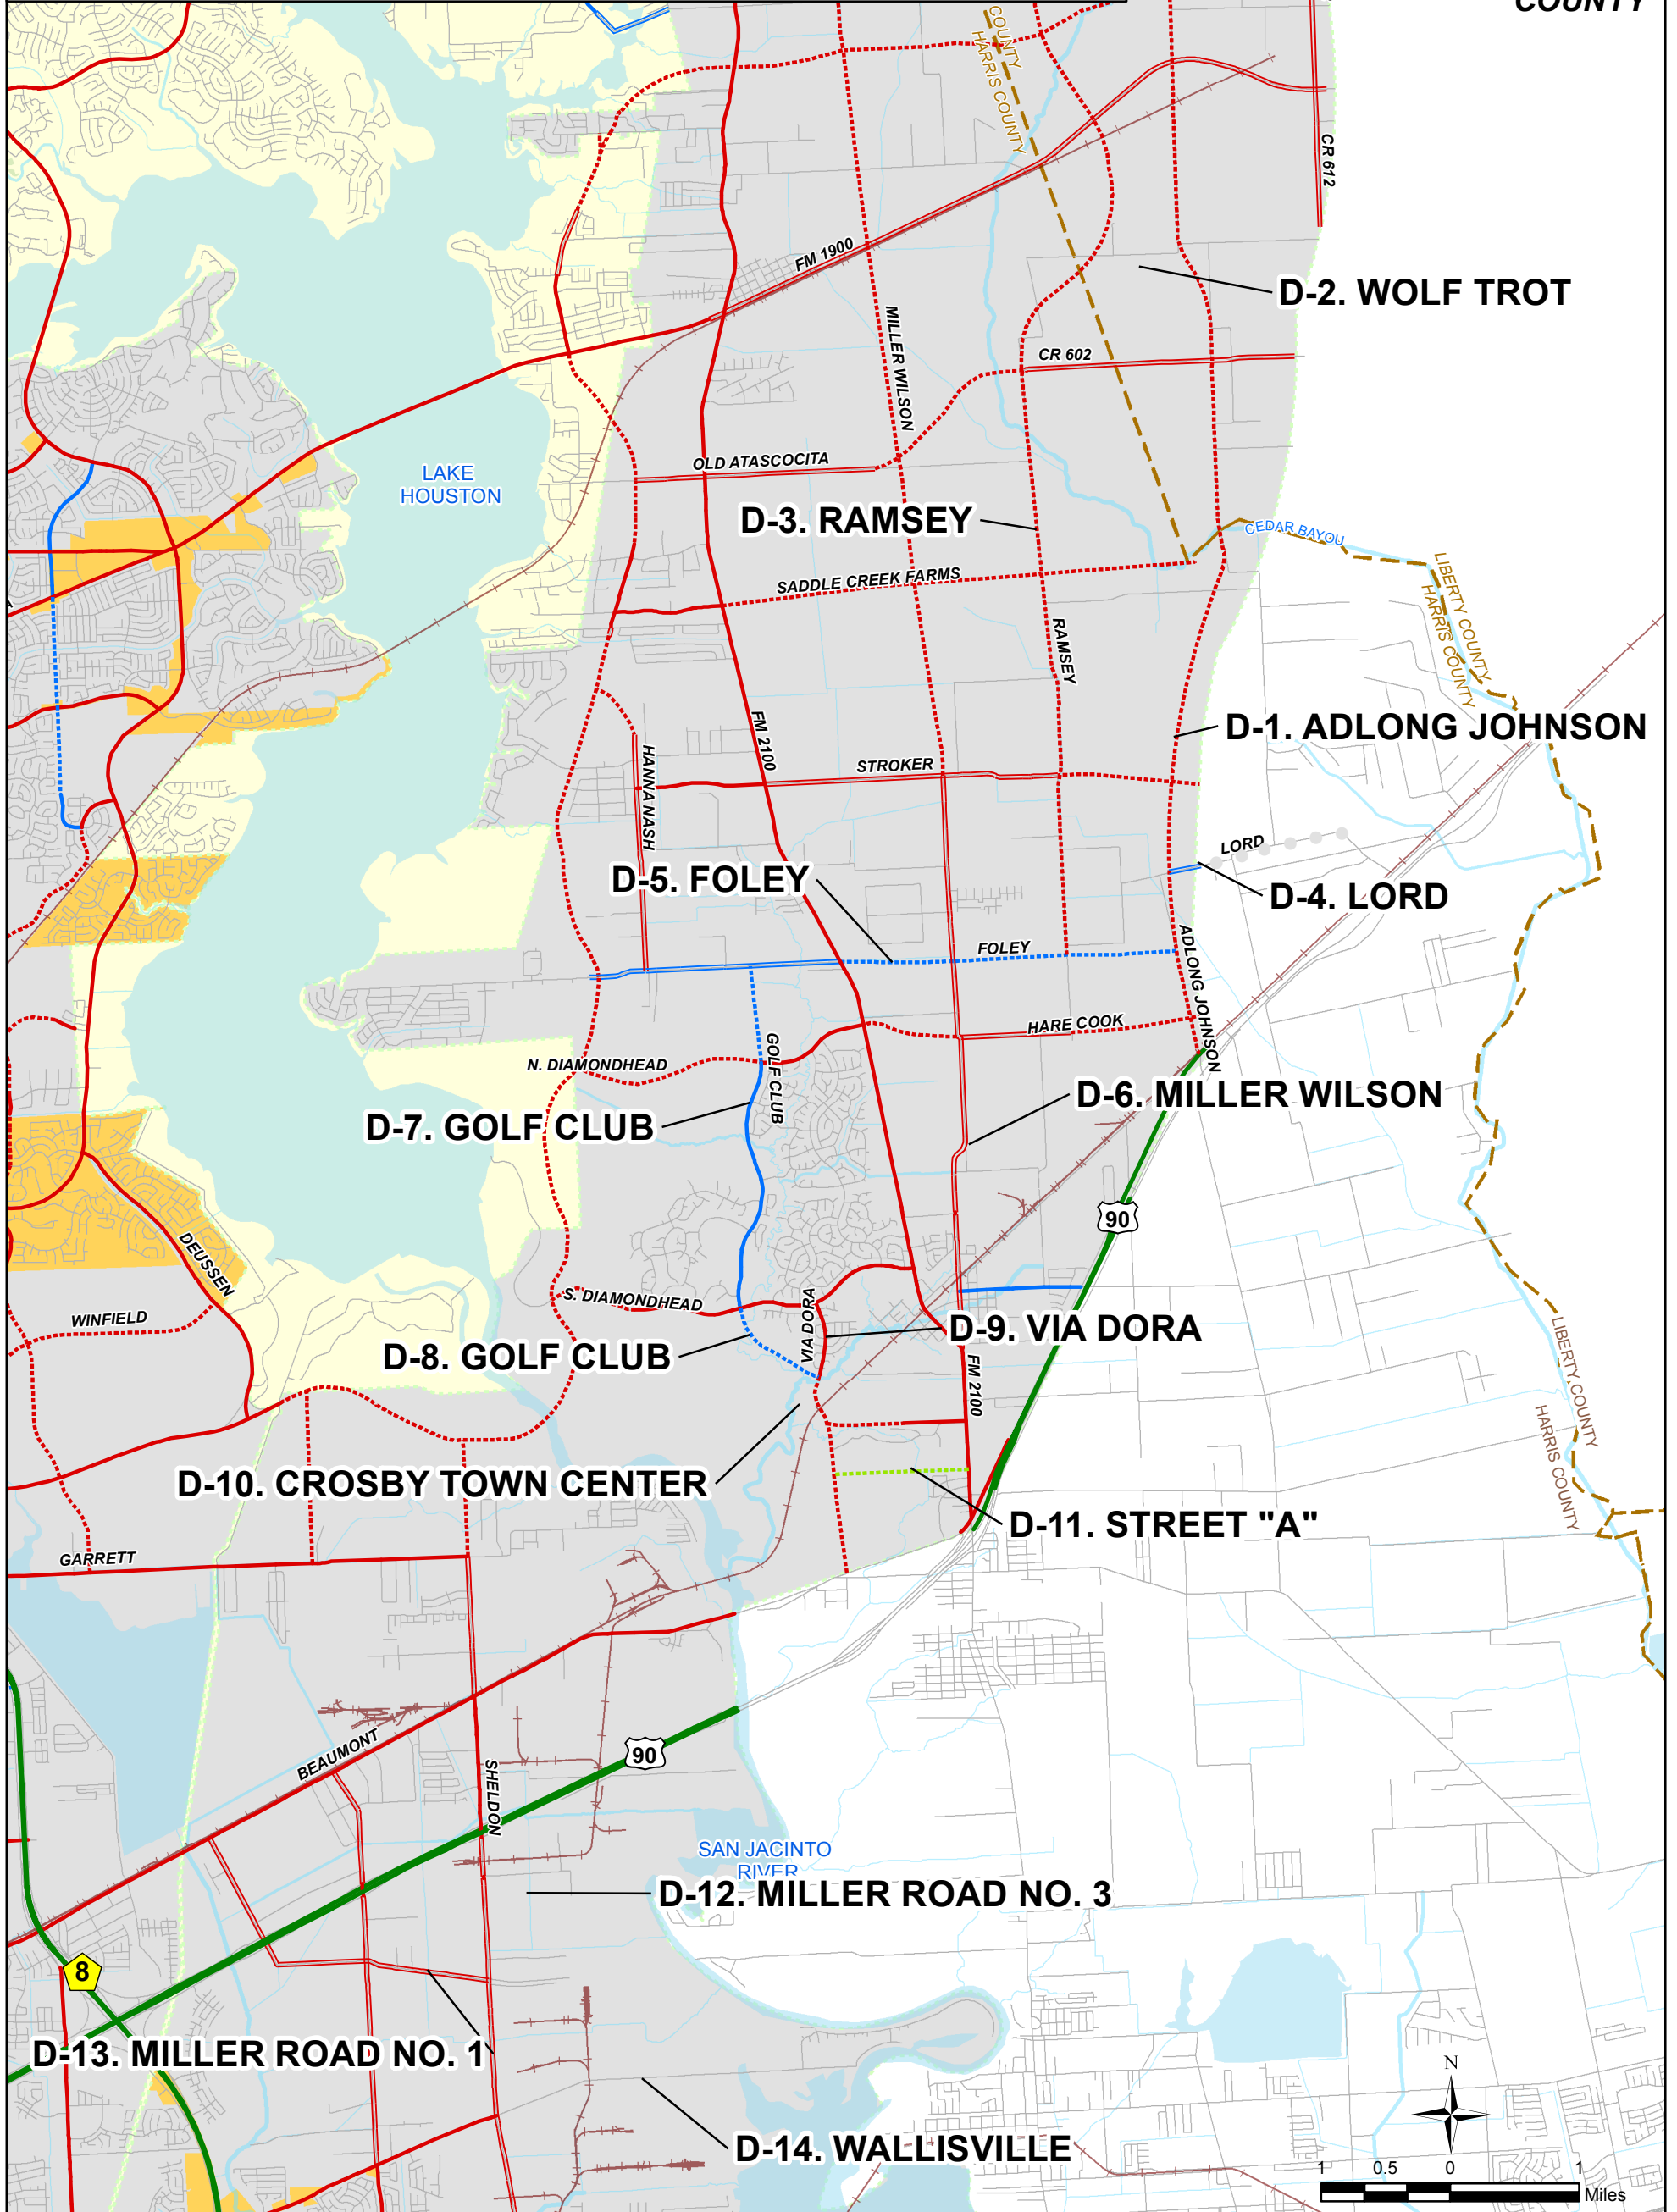 COUNTY
COUNTY
HARRIS COUNTY
CR 612
FM 1900
D-2. WOLF TROT
MILLER WILSON
CR 602
OLD ATASCOCITA
LAKE
HOUSTON
D-3. RAMSEY
CEDAR BAYOU
SADDLE CREEK FARMS
LIBERTY COUNTY
HARRIS COUNTY
RAMSEY
D-1. ADLONG JOHNSON
FM 2100
HANNA NASH
STROKER
LORD
D-5. FOLEY
D-4. LORD
FOLEY
ADLONG JOHNSON
HARE COOK
GOLF CLUB
N. DIAMONDHEAD
D-6. MILLER WILSON
D-7. GOLF CLUB
90
DEUSSEN
S. DIAMONDHEAD
VIA DORA
WINFIELD
D-9. VIA DORA
D-8. GOLF CLUB
FM 2100
LIBERTY COUNTY
HARRIS COUNTY
D-10. CROSBY TOWN CENTER
D-11. STREET "A"
GARRETT
BEAUMONT
90
SHELDON
SAN JACINTO
RIVER
D-12. MILLER ROAD NO. 3
8
D-13. MILLER ROAD NO. 1
N
D-14. WALLISVILLE
1 0.5 0 1
Miles